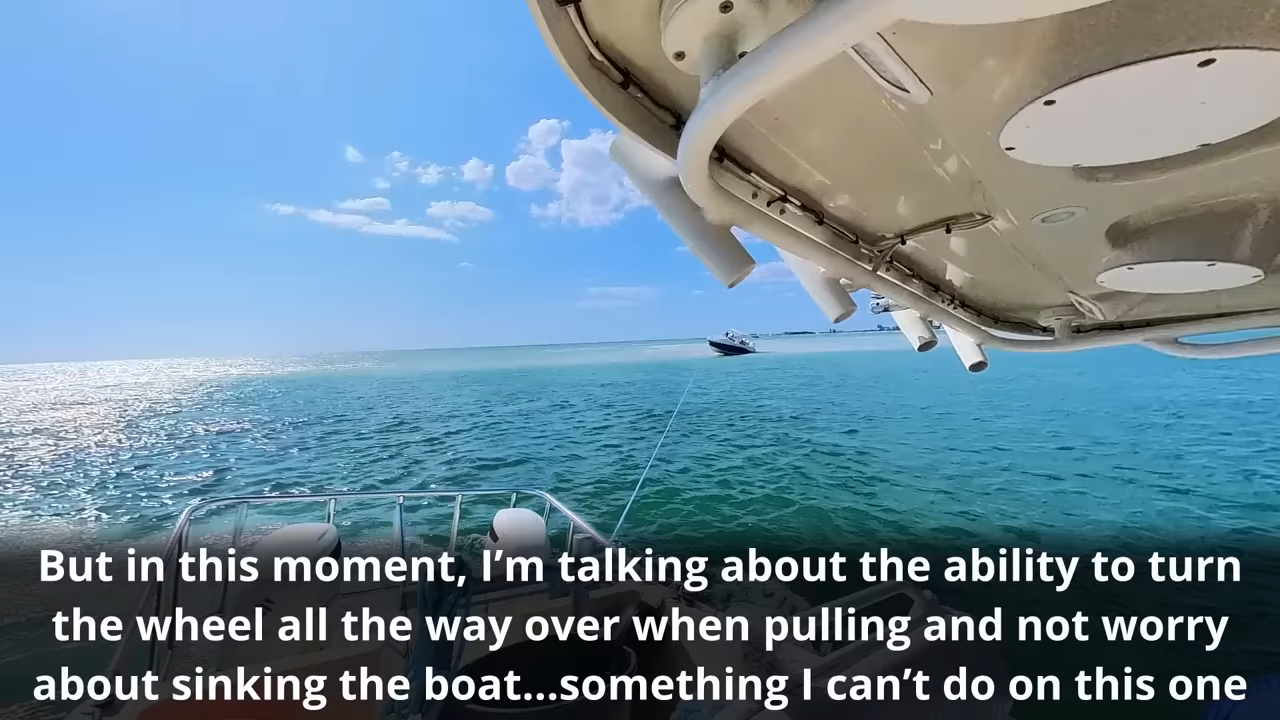 But in this moment, I’m talking about the ability to turn
the wheel all the way over when pulling and not worry
about sinking the boat...something I can’t do on this one